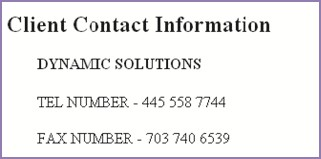 Client Contact Information
DYNAMIC SOLUTIONS
TEL NUMBER - 445 558 7744
FAX NUMBER - 703 740 6539